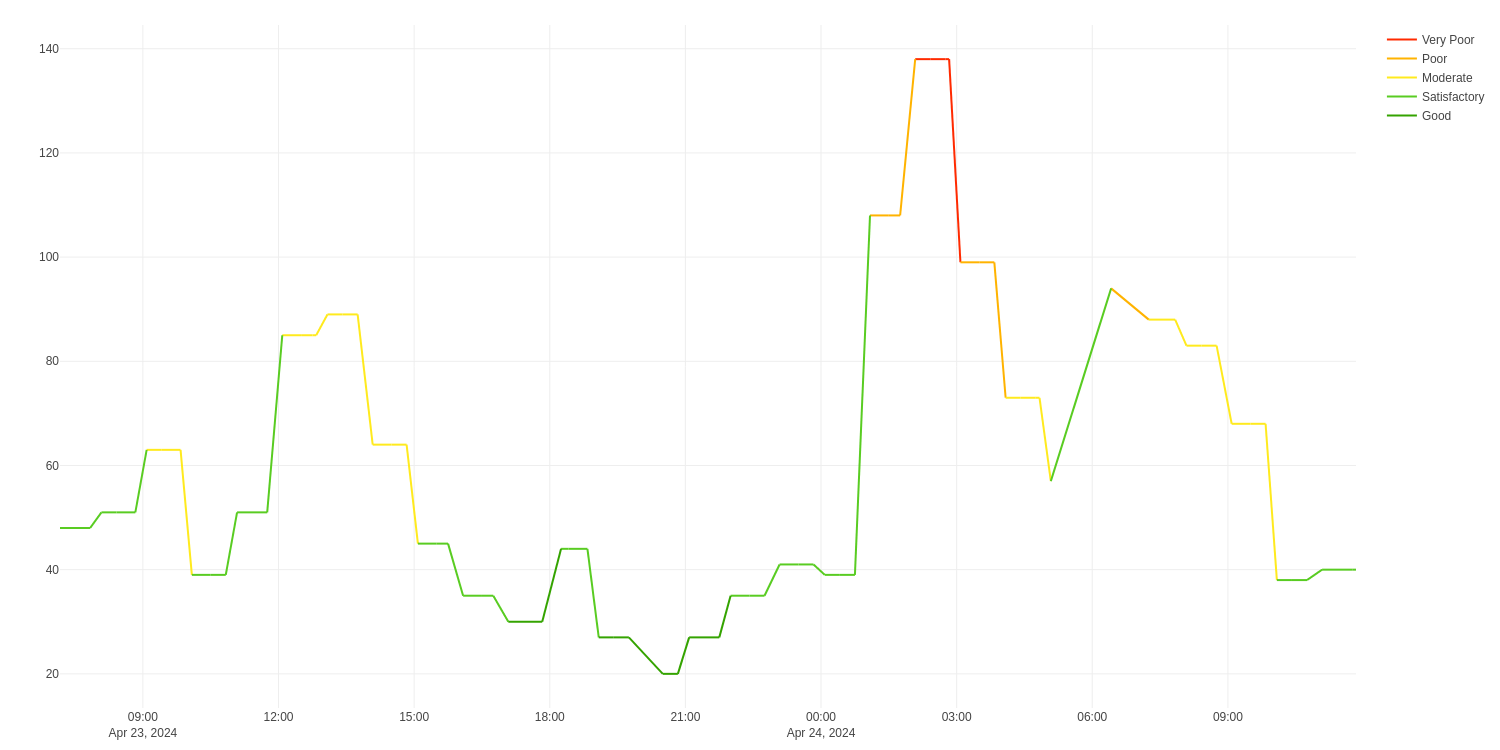 140
120
100
80
60
40
20
09:00
Apr 23, 2024
12:00
15:00
18:00
21:00
00:00
Apr 24, 2024
03:00
06:00
09:00
Very Poor
Poor
Moderate
Satisfactory
Good